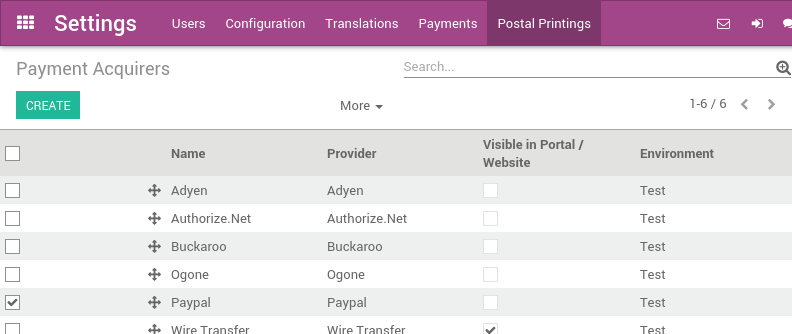 Settings Users Configuration Translations Payments Postal Printings
Payment Acquirers Search...
CREATE More 1-6 / 6
Name Provider Visible in Portal / Website Environment
Adyen Adyen Test
Authorize.Net Authorize.Net Test
Buckaroo Buckaroo Test
Ogone Ogone Test
Paypal Paypal Test
Wire Transfer Wire Transfer Test